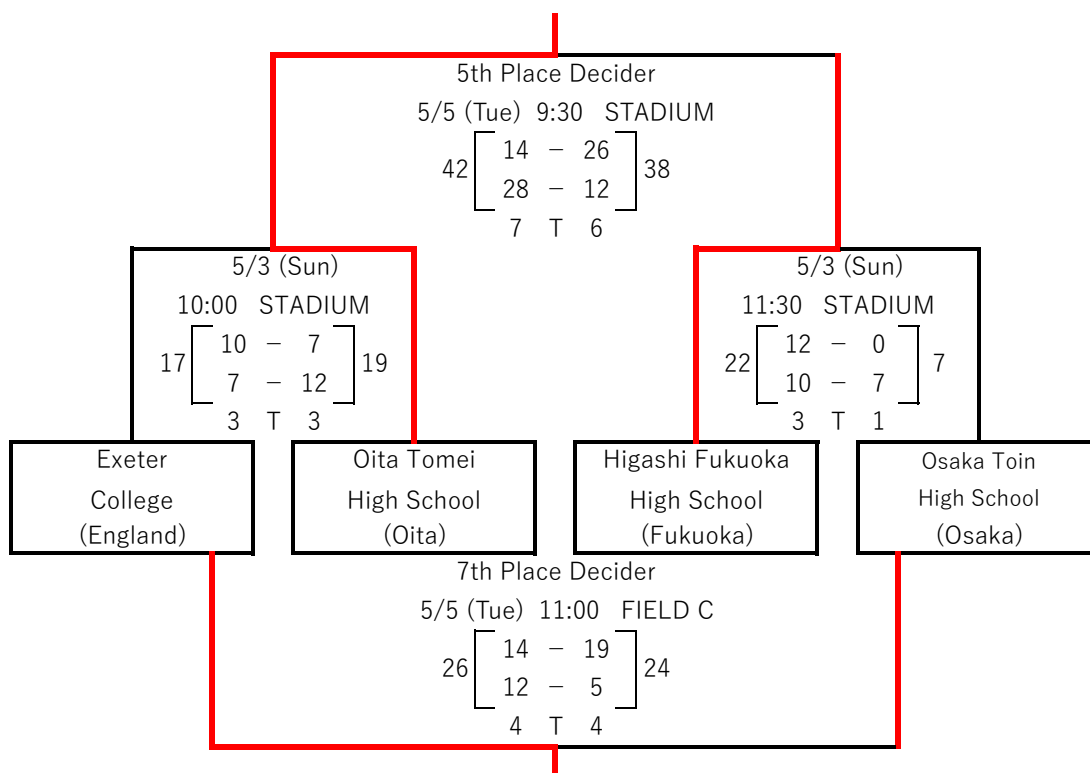 5th Place Decider
5/5 (Tue) 9:30 STADIUM
42 14 － 26 38
28 － 12
7 T 6
5/3 (Sun)
10:00 STADIUM
17 10 － 7 19
7 － 12
3 T 3
5/3 (Sun)
11:30 STADIUM
22 12 － 0 7
10 － 7
3 T 1
Exeter
College
(England)
Oita Tomei
High School
(Oita)
Higashi Fukuoka
High School
(Fukuoka)
Osaka Toin
High School
(Osaka)
7th Place Decider
5/5 (Tue) 11:00 FIELD C
26 14 － 19 24
12 － 5
4 T 4